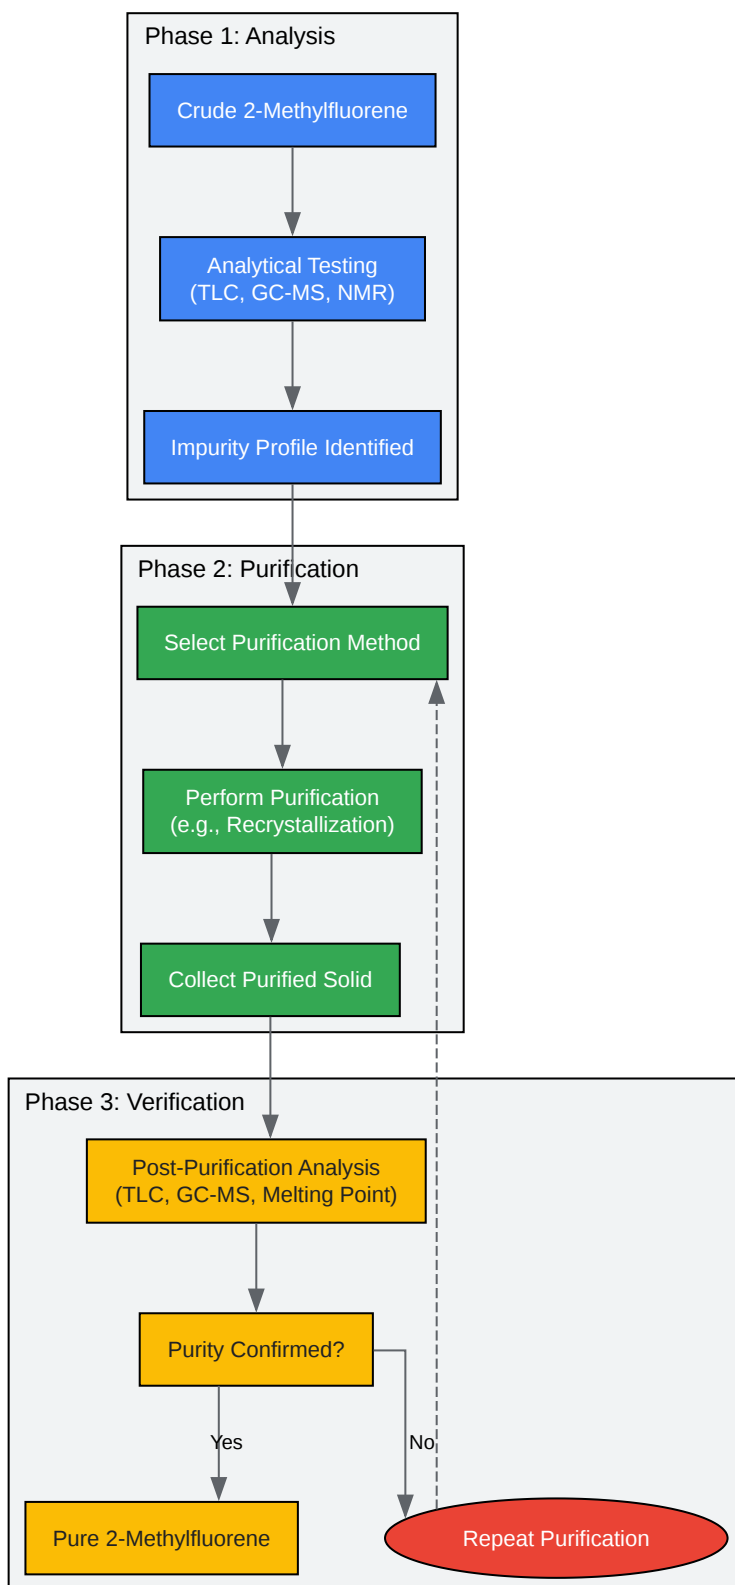 Phase 1: Analysis
Crude 2-Methylfluorene
Analytical Testing
(TLC, GC-MS, NMR)
Impurity Profile Identified
Phase 2: Purification
Select Purification Method
Perform Purification
(e.g., Recrystallization)
Collect Purified Solid
Phase 3: Verification
Post-Purification Analysis
(TLC, GC-MS, Melting Point)
Purity Confirmed?
Yes
No
Pure 2-Methylfluorene
Repeat Purification